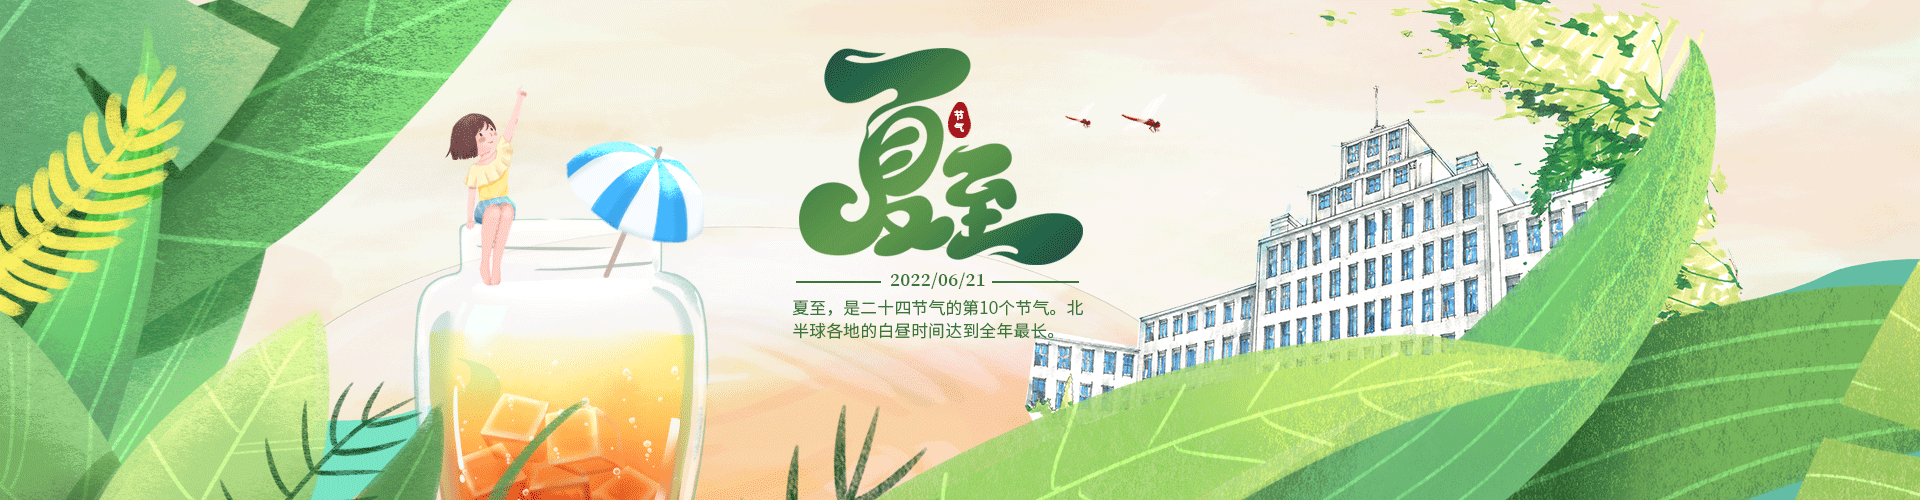 夏至
节气
2022/06/21
夏至，是二十四节气的第10个节气。北
半球各地的白昼时间达到全年最长。